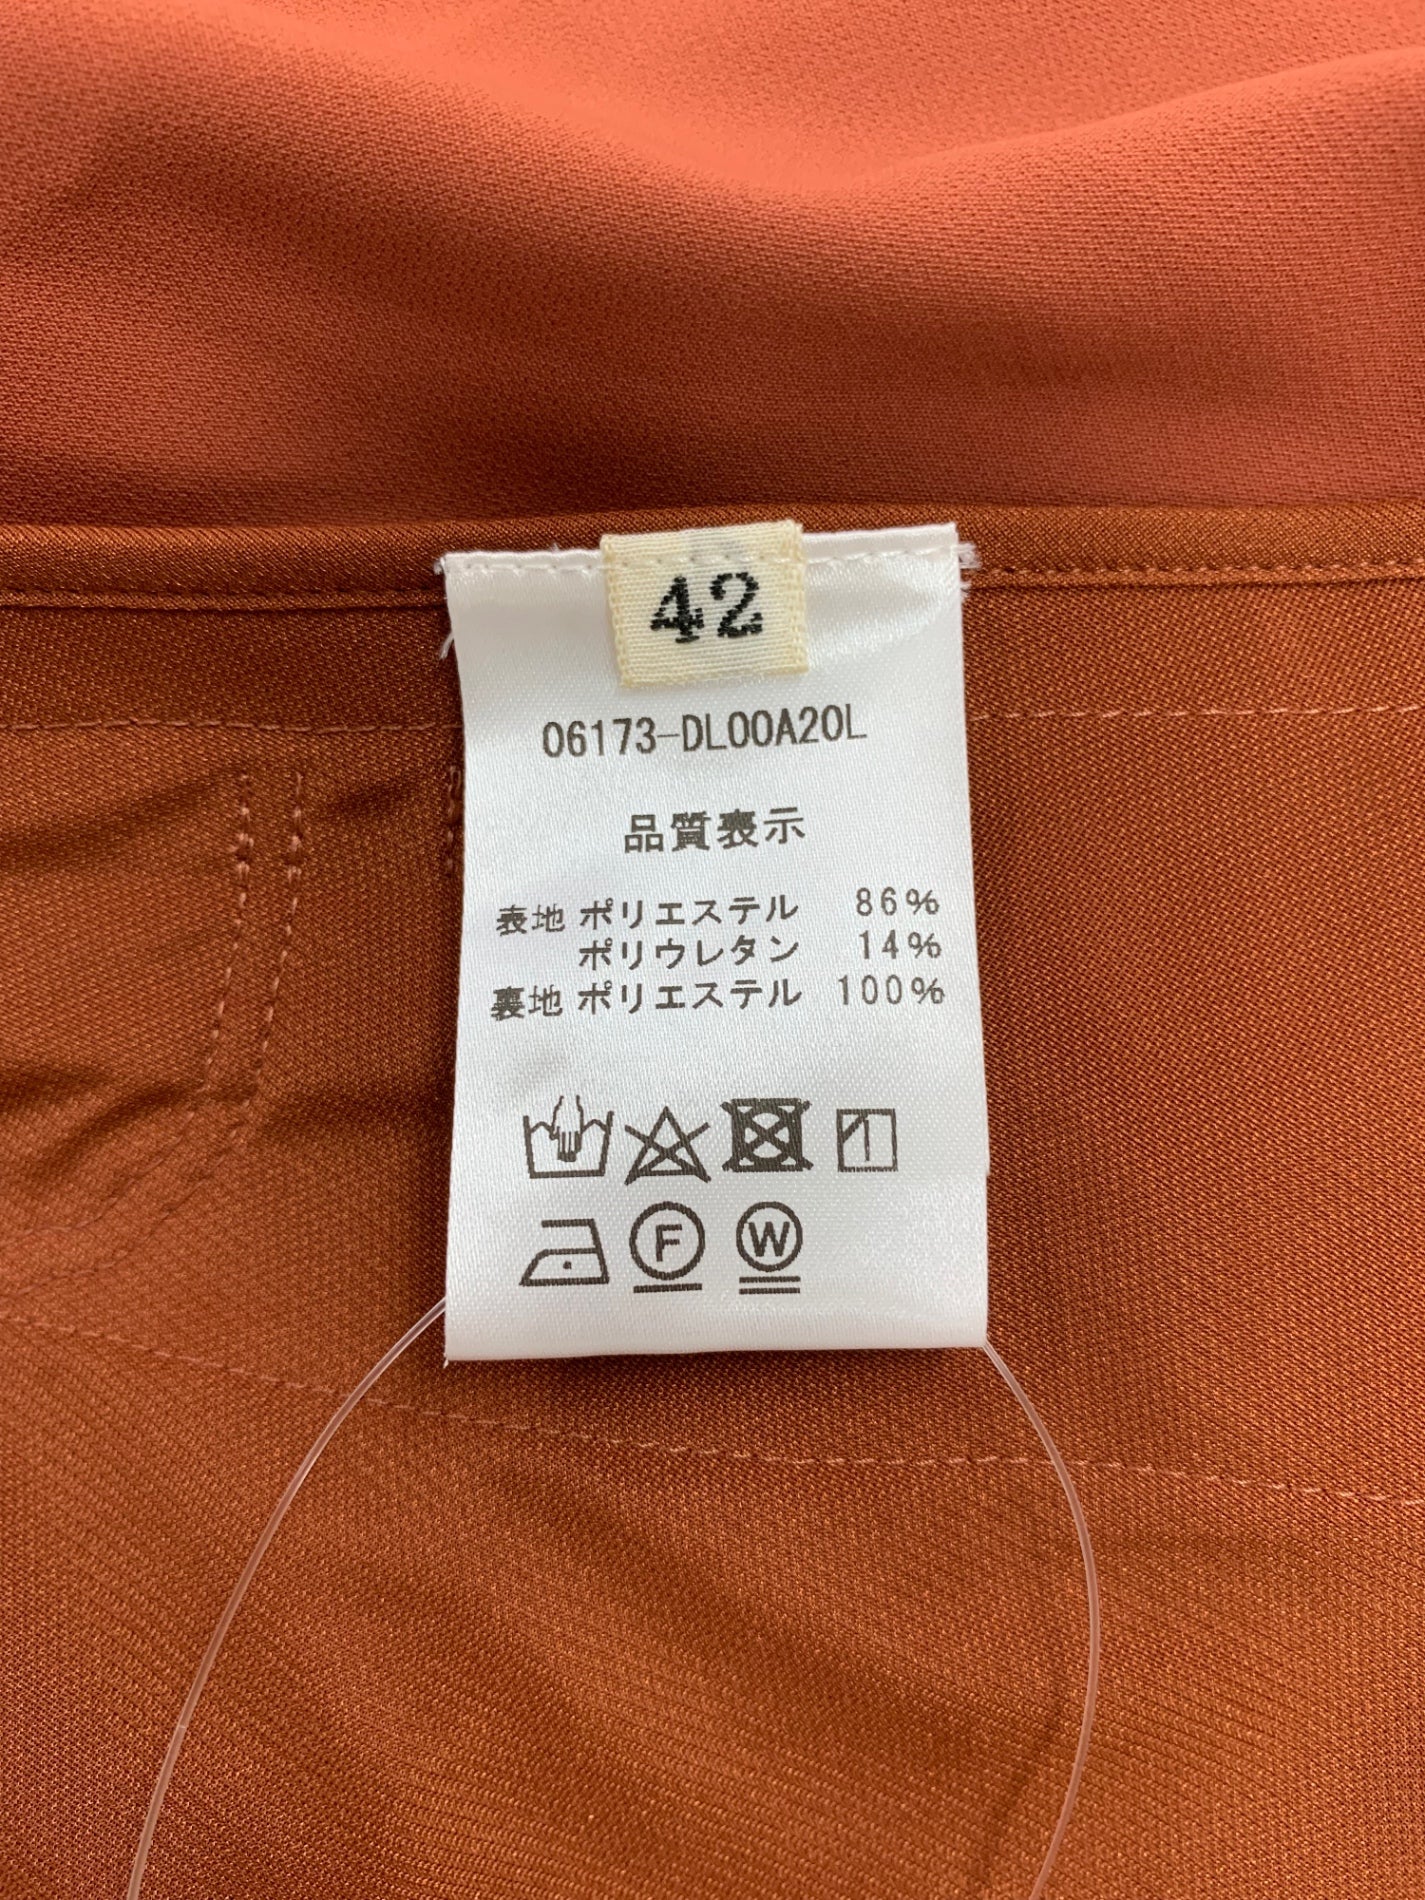 42
06173-DL00A20L
品質表示
表地 ポリエステル 86%
ポリウレタン 14%
裏地 ポリエステル 100%
F W